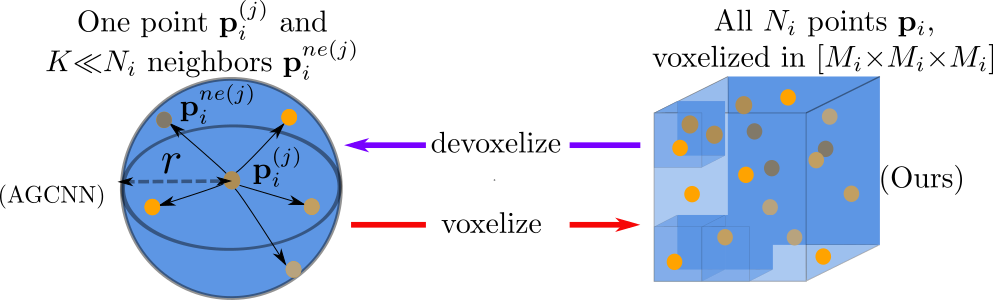 One point $\mathbf{p}_i^{(j)}$ and
$K \ll N_i$ neighbors $\mathbf{p}_i^{ne(j)}$
$\mathbf{p}_i^{ne(j)}$
$\mathbf{p}_i^{(j)}$
$r$
(AGCNN)
devoxelize
voxelize
All $N_i$ points $\mathbf{p}_i$,
voxelized in $[M_i \times M_i \times M_i]$
(Ours)